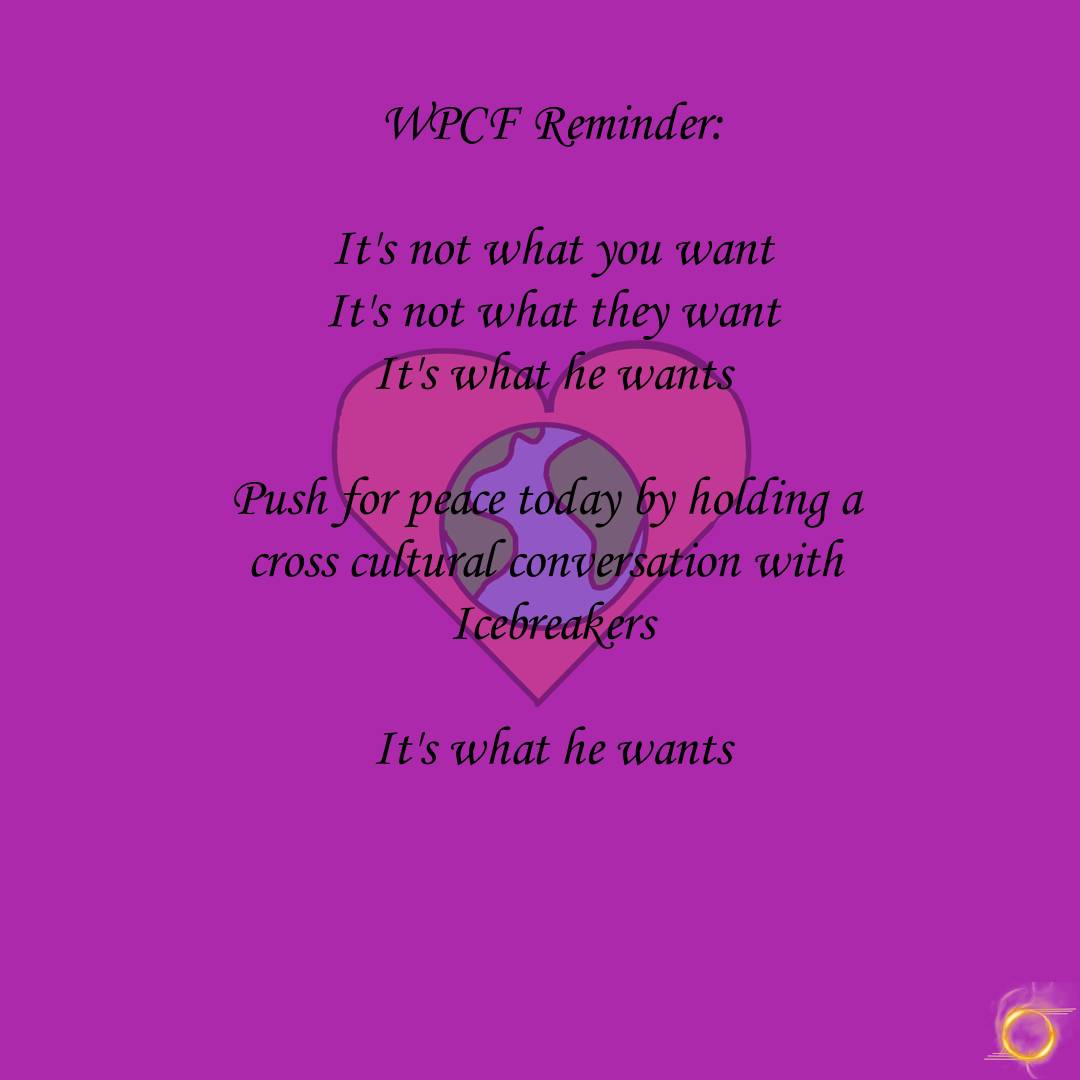 WPCF Reminder:
It's not what you want
It's not what they want
It's what he wants
Push for peace today by holding a
cross cultural conversation with
Icebreakers
It's what he wants